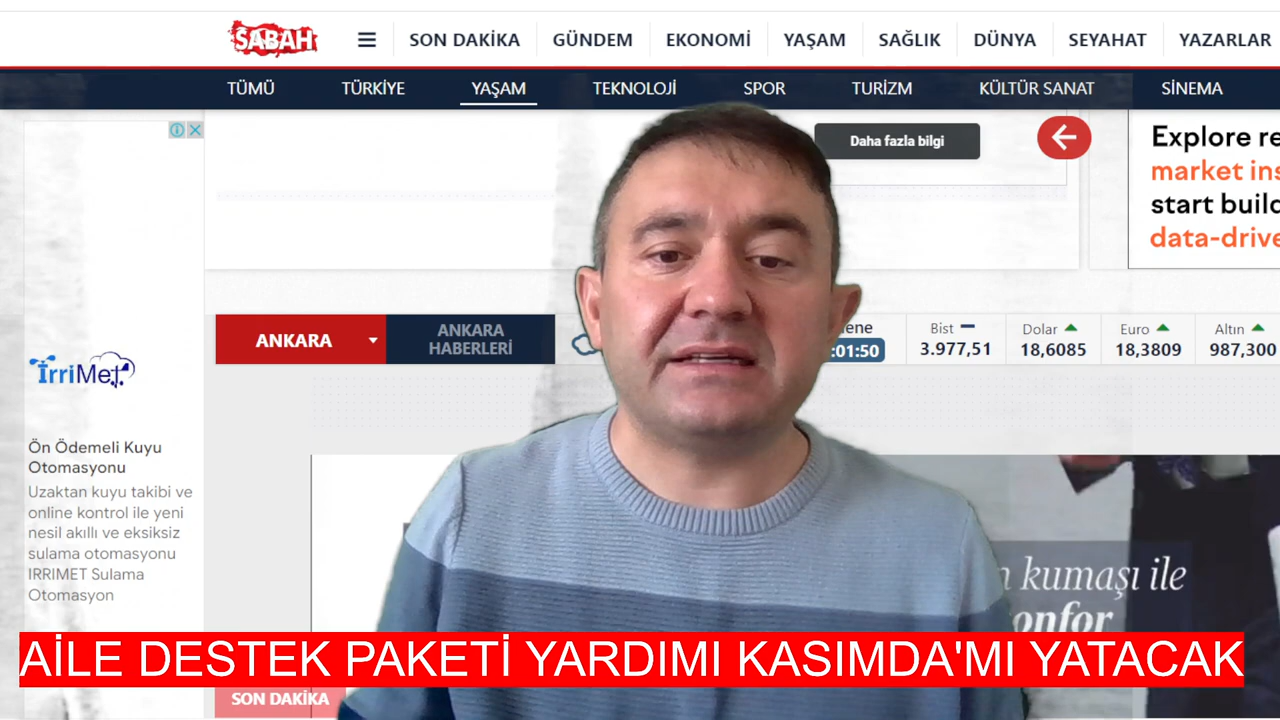 SABAH
SON DAKİKA GÜNDEM EKONOMİ YAŞAM SAĞLIK DÜNYA SEYAHAT YAZARLAR
TÜMÜ TÜRKİYE YAŞAM TEKNOLOJİ SPOR TURİZM KÜLTÜR SANAT SİNEMA
Daha fazla bilgi
Explore re
market ins
start build
data-drive
ANKARA
ANKARA
HABERLERİ
:01:50
Bist
3.977,51
Dolar
18,6085
Euro
18,3809
Altın
987,300
IrriMet
Ön Ödemeli Kuyu
Otomasyonu
Uzaktan kuyu takibi ve
online kontrol ile yeni
nesil akıllı ve eksiksiz
sulama otomasyonu
IRRIMET Sulama
Otomasyon
kumaşı ile
onfor
AİLE DESTEK PAKETİ YARDIMI KASIMDA'MI YATACAK
SON DAKİKA